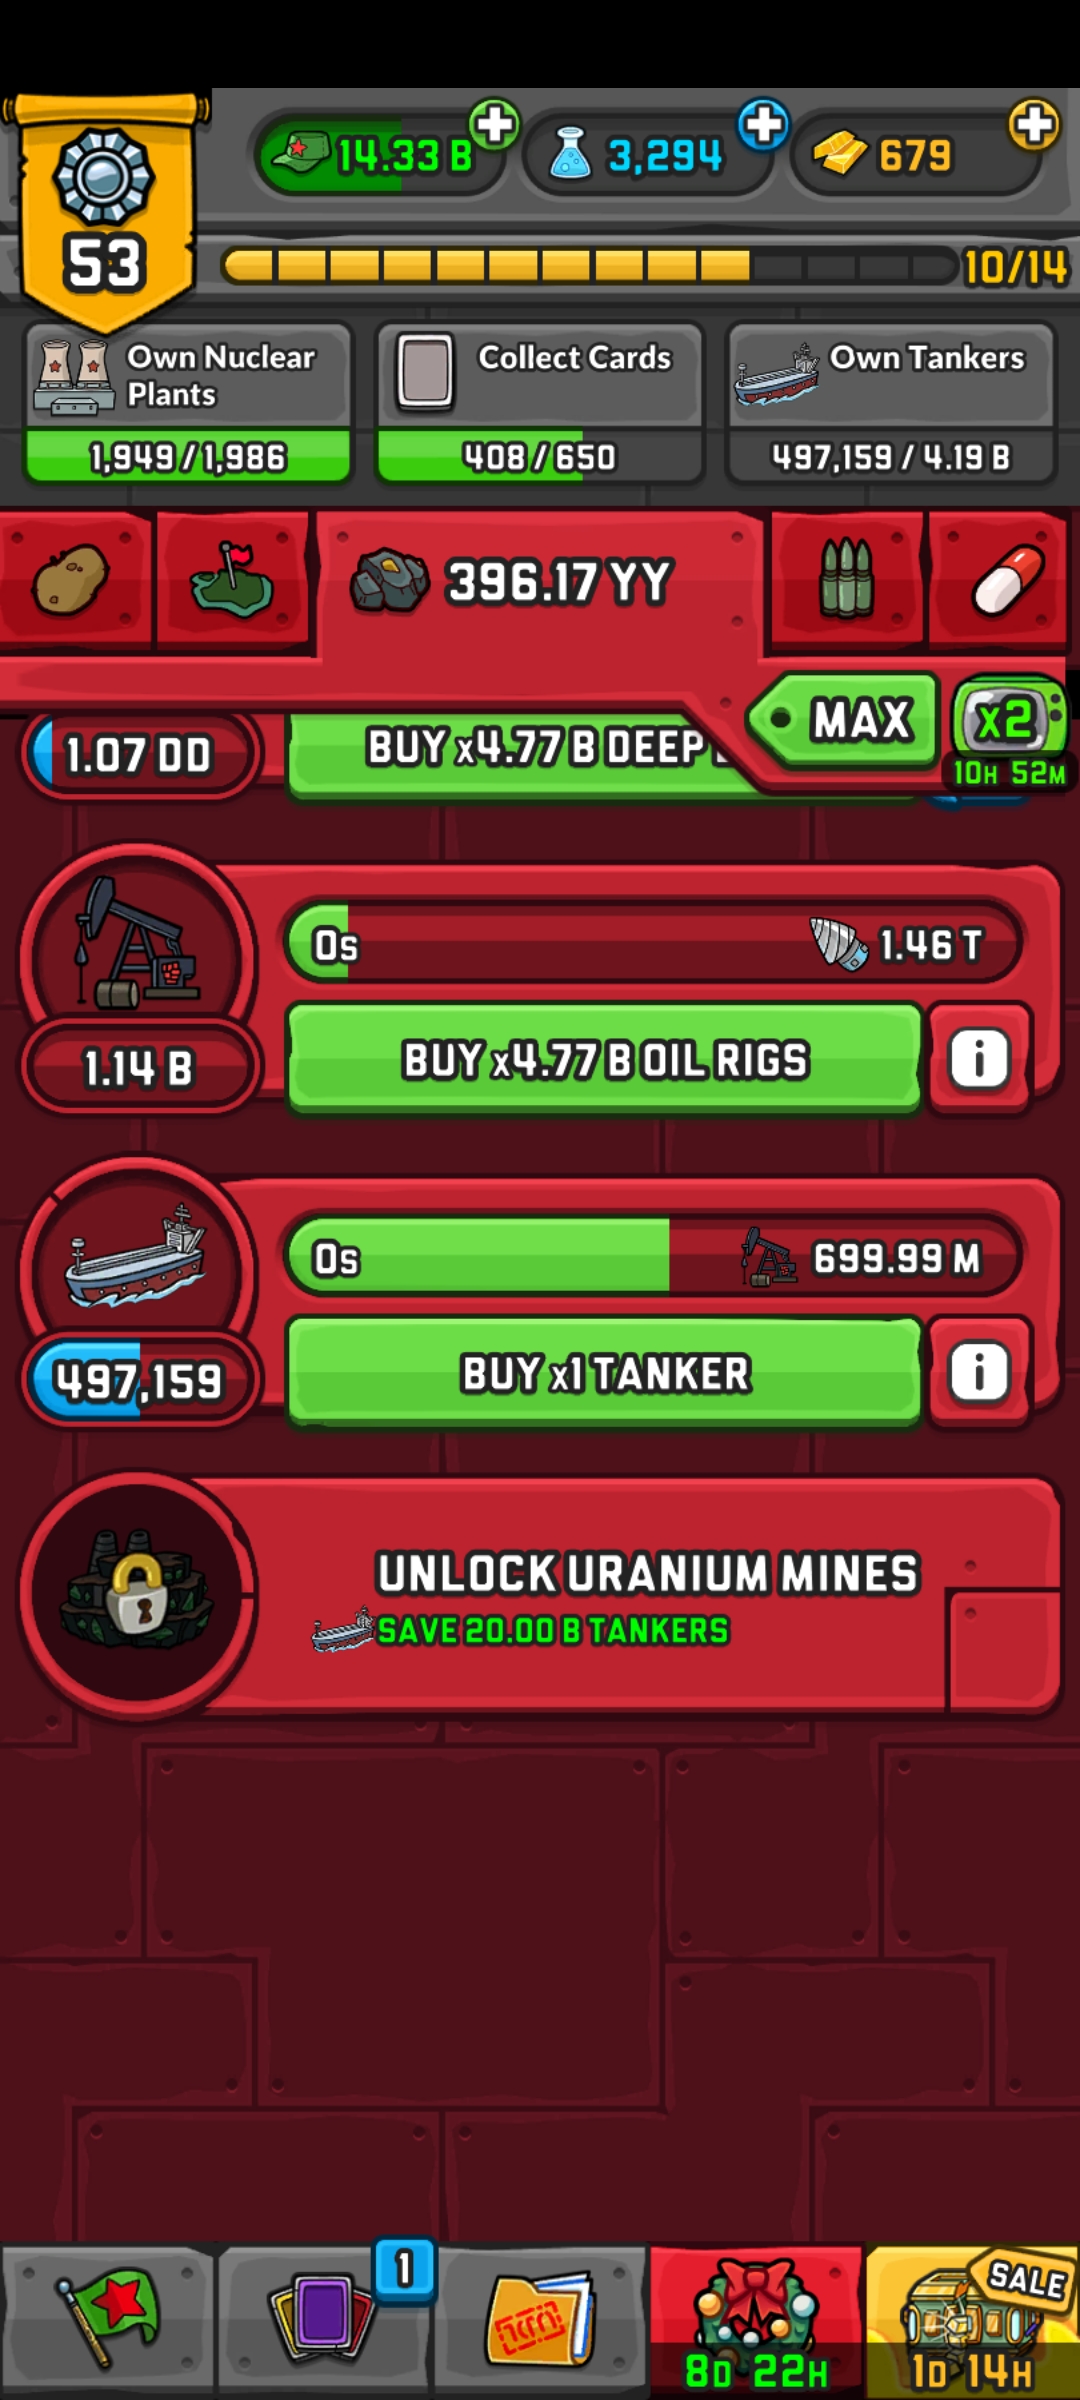 14.33 B
3,294
679
53
10/14
Own Nuclear
Plants
1,949/1,986
Collect Cards
408/650
Own Tankers
497,159/4.19 B
396.17 YY
MAX
x2
10H 52M
1.07 DD
BUY x4.77 B DEEP
0s
1.46 T
1.14 B
BUY x4.77 B OIL RIGS
i
0s
699.99 M
497,159
BUY x1 TANKER
i
UNLOCK URANIUM MINES
SAVE 20.00 B TANKERS
1
SALE
8D 22H
1D 14H